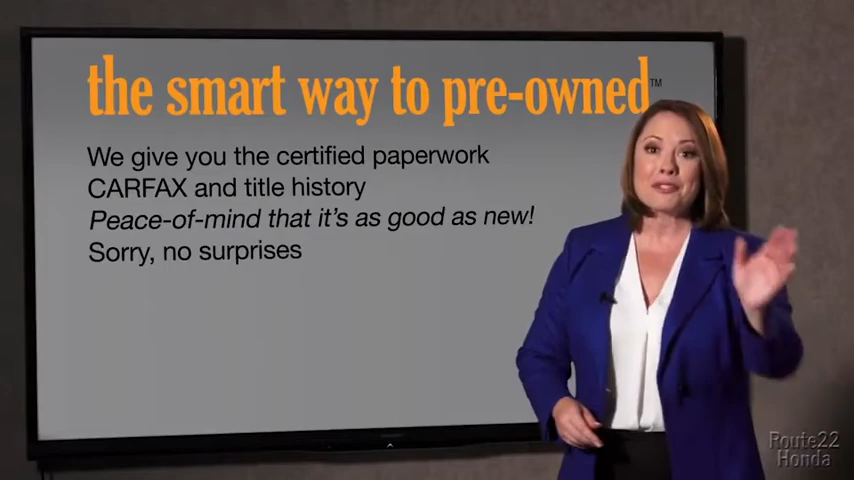 the smart way to pre-owned™
We give you the certified paperwork
CARFAX and title history
Peace-of-mind that it's as good as new!
Sorry, no surprises
Route22
Honda